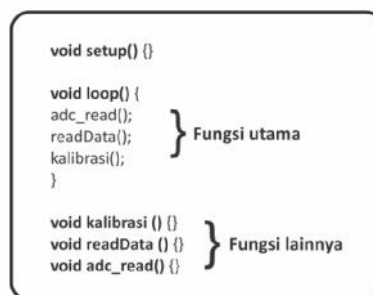 void setup() {}
void loop() {
adc_read();
readData();
kalibrasi();
}
Fungsi utama
void kalibrasi () {}
void readData () {}
void adc_read() {}
Fungsi lainnya